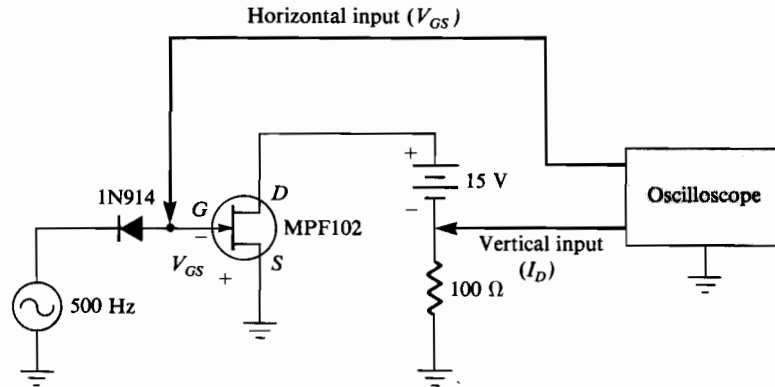 Horizontal input (V_GS)
1N914
G
D
S
MPF102
−
V_GS
+
500 Hz
+
15 V
−
Vertical input
(I_D)
100 Ω
Oscilloscope